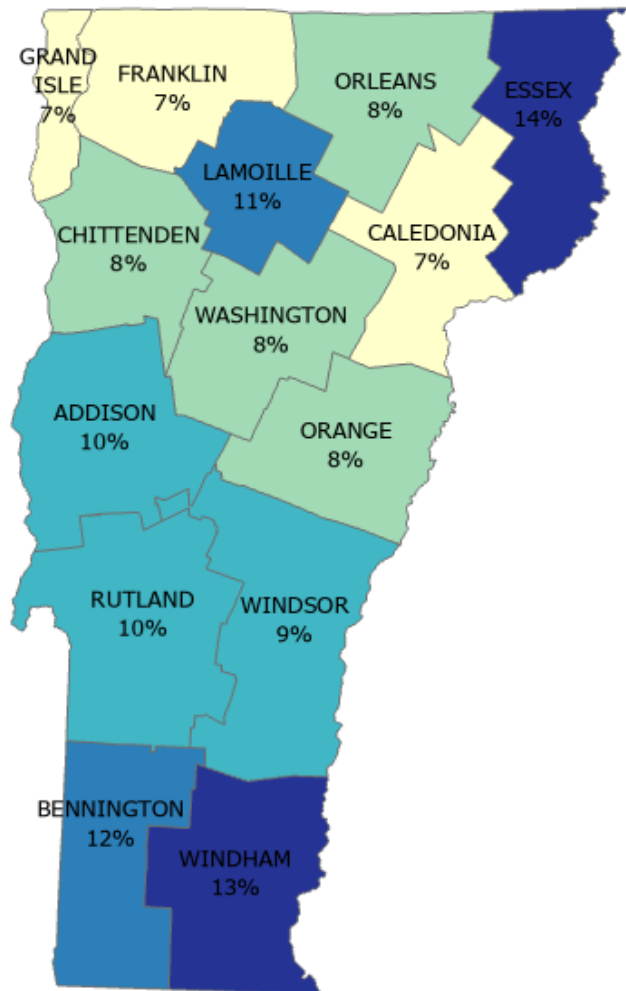 GRAND
ISLE
7%
FRANKLIN
7%
ORLEANS
8%
ESSEX
14%
LAMOILLE
11%
CHITTENDEN
8%
CALEDONIA
7%
WASHINGTON
8%
ADDISON
10%
ORANGE
8%
RUTLAND
10%
WINDSOR
9%
BENNINGTON
12%
WINDHAM
13%